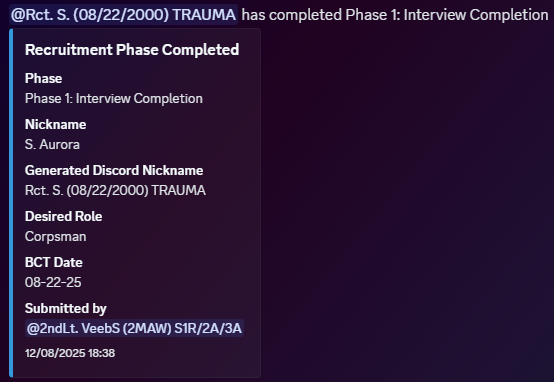 @Rct. S. (08/22/2000) TRAUMA has completed Phase 1: Interview Completion
Recruitment Phase Completed
Phase
Phase 1: Interview Completion
Nickname
S. Aurora
Generated Discord Nickname
Rct. S. (08/22/2000) TRAUMA
Desired Role
Corpsman
BCT Date
08-22-25
Submitted by
@2ndLt. VeebS (2MAW) S1R/2A/3A
12/08/2025 18:38